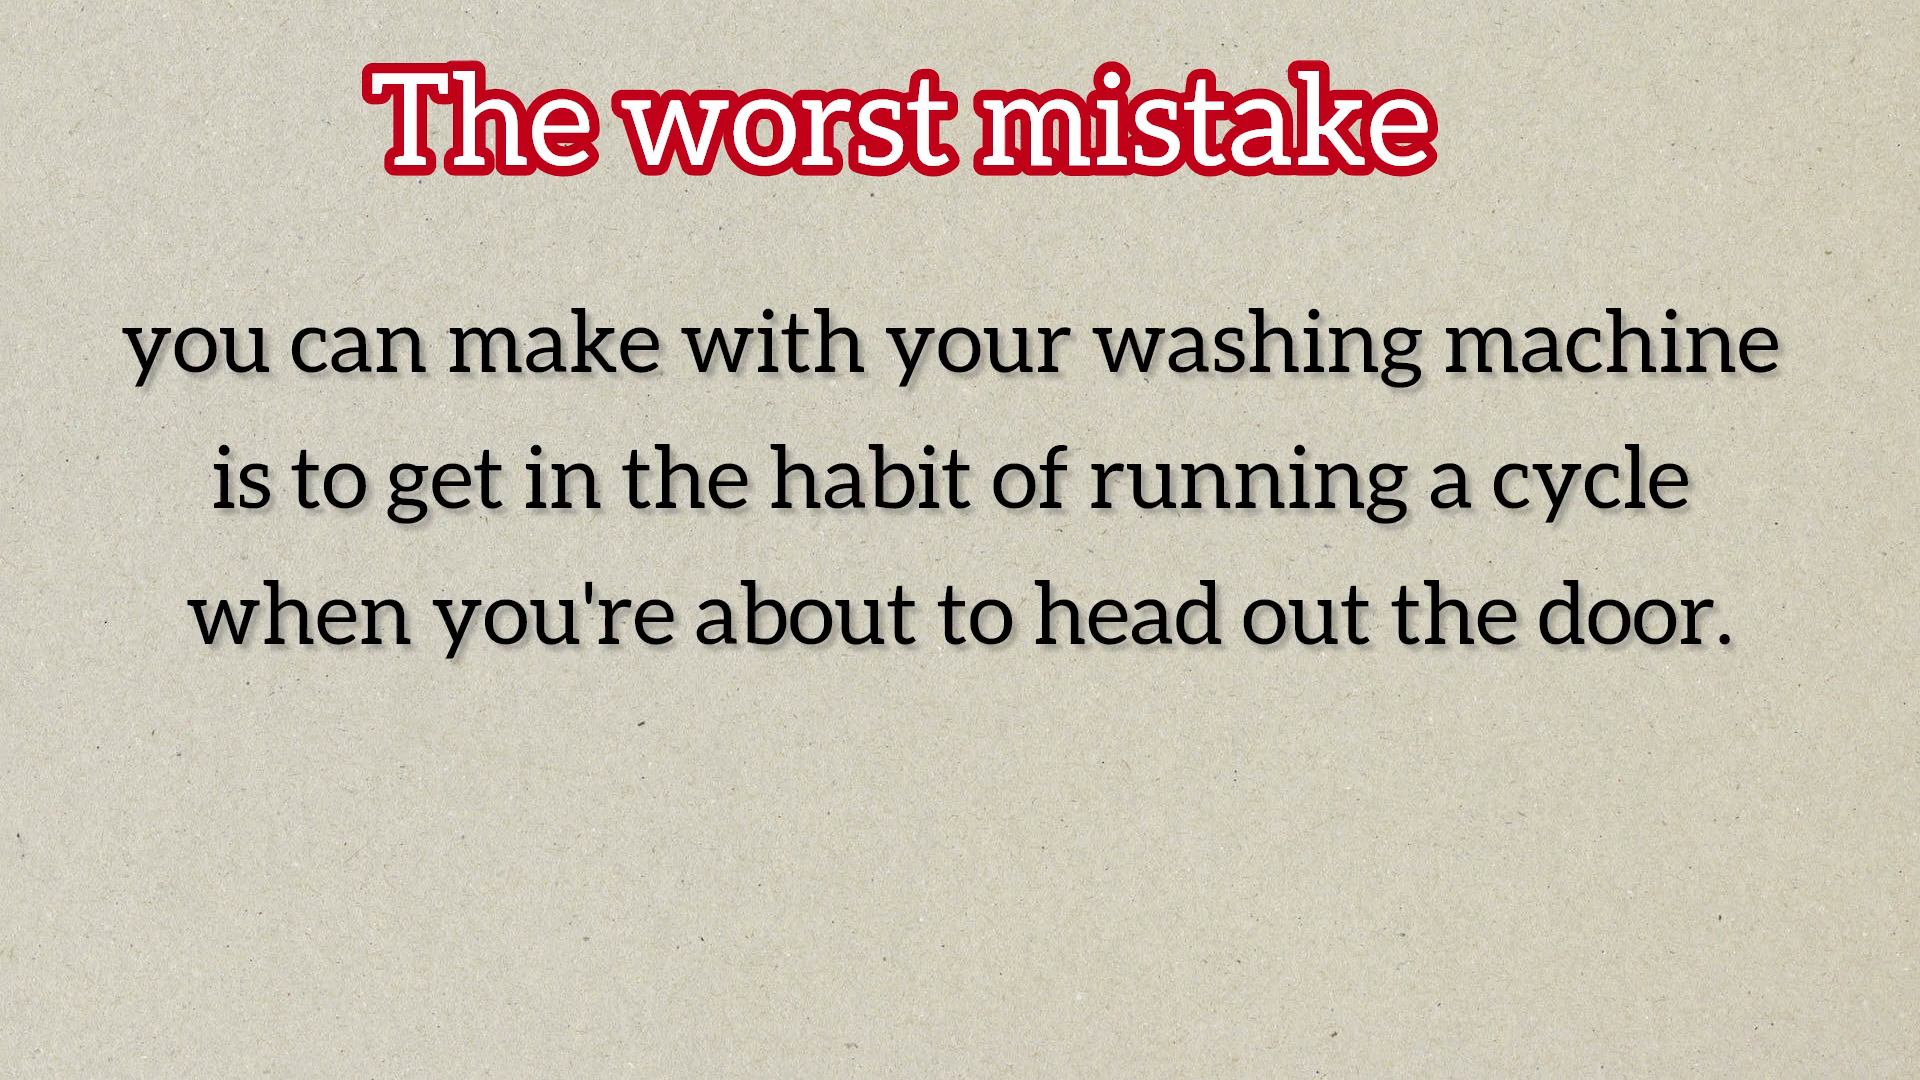 The worst mistake
you can make with your washing machine
is to get in the habit of running a cycle
when you're about to head out the door.